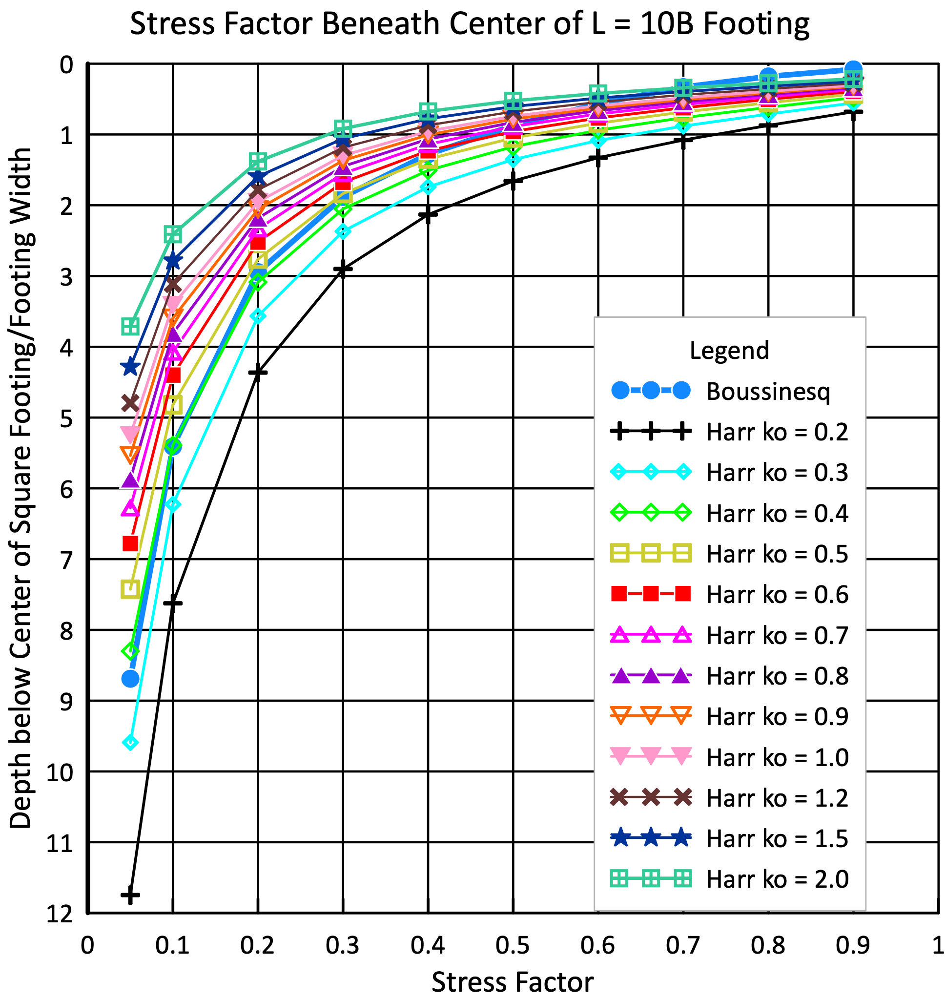 Stress Factor Beneath Center of L = 10B Footing
Depth below Center of Square Footing/Footing Width
0
1
2
3
4
5
6
7
8
9
10
11
12
Legend
Boussinesq
Harr ko = 0.2
Harr ko = 0.3
Harr ko = 0.4
Harr ko = 0.5
Harr ko = 0.6
Harr ko = 0.7
Harr ko = 0.8
Harr ko = 0.9
Harr ko = 1.0
Harr ko = 1.2
Harr ko = 1.5
Harr ko = 2.0
0 0.1 0.2 0.3 0.4 0.5 0.6 0.7 0.8 0.9 1
Stress Factor